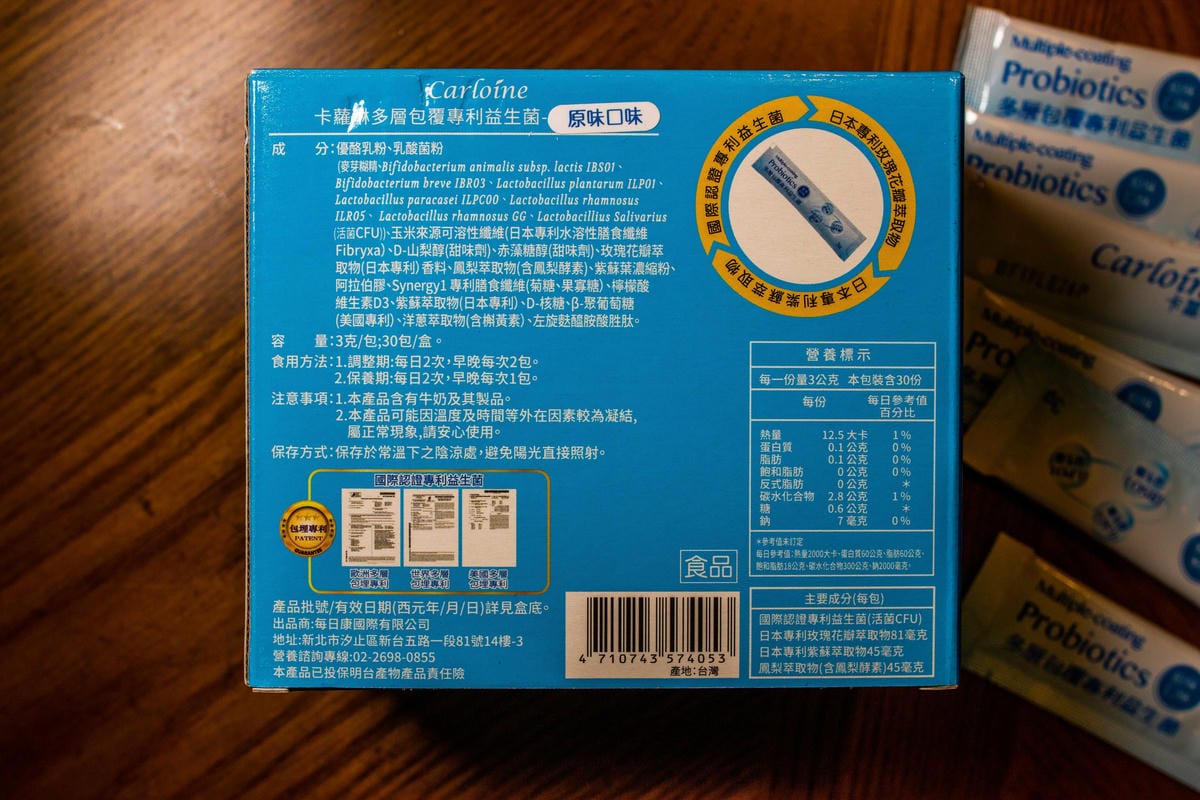 Carloíne
卡蘿琳多層包覆專利益生菌-原味口味
成 分:優酪乳粉、乳酸菌粉
(麥芽糊精、Bifidobacterium animalis subsp. lactis IBS01、
Bifidobacterium breve IBR03、Lactobacillus plantarum ILP01、
Lactobacillus paracasei ILPC00、Lactobacillus rhamnosus
ILR05、Lactobacillus rhamnosus GG、Lactobacillius Salivarius
(活菌CFU))、玉米來源可溶性纖維(日本專利水溶性膳食纖維
Fibryxa)、D-山梨醇(甜味劑)、赤藻糖醇(甜味劑)、玫瑰花瓣萃
取物(日本專利)香料、鳳梨萃取物(含鳳梨酵素)、紫蘇葉濃縮粉、
阿拉伯膠、Synergy1專利膳食纖維(菊糖、果寡糖)、檸檬酸
維生素D3、紫蘇萃取物(日本專利)、D-核糖、β-聚葡萄糖
(美國專利)、洋蔥萃取物(含槲黃素)、左旋麩醯胺酸胜肽。
容 量:3克/包;30包/盒。
食用方法:1.調整期:每日2次,早晚每次2包。
2.保養期:每日2次,早晚每次1包。
注意事項:1.本產品含有牛奶及其製品。
2.本產品可能因溫度及時間等外在因素較為凝結,
屬正常現象,請安心使用。
保存方式:保存於常溫下之陰涼處,避免陽光直接照射。
國際認證專利益生菌
包埋專利
PATENT
GUARANTEE
歐洲多層
包埋專利
世界多層
包埋專利
美國多層
包埋專利
產品批號/有效日期(西元年/月/日)詳見盒底。
出品商:每日康國際有限公司
地址:新北市汐止區新台五路一段81號14樓-3
營養諮詢專線:02-2698-0855
本產品已投保明台產物產品責任險
4 710743 574053
產地:台灣
食品
國際認證專利益生菌
日本專利玫瑰花瓣萃取物
日本專利紫蘇萃取物
Multiple-coating
Probiotics
營養標示
每一份量3公克 本包裝含30份
每份 每日參考值
百分比
熱量 12.5 大卡 1%
蛋白質 0.1 公克 0%
脂肪 0.1 公克 0%
飽和脂肪 0 公克 0%
反式脂肪 0 公克 *
碳水化合物 2.8 公克 1%
糖 0.6 公克 *
鈉 7 毫克 0%
*參考值未訂定
每日參考值:熱量2000大卡、蛋白質60公克、脂肪60公克、
飽和脂肪18公克、碳水化合物300公克、鈉2000毫克。
主要成分(每包)
國際認證專利益生菌(活菌CFU)
日本專利玫瑰花瓣萃取物81毫克
日本專利紫蘇萃取物45毫克
鳳梨萃取物(含鳳梨酵素)45毫克
Multiple-coating
Probiotics
多層包覆專利益生菌
Multiple-coating
Probiotics
Carloí
卡
Multiple-coating
Pro
Multiple-coating
Probiotics
多層包覆專利益生菌